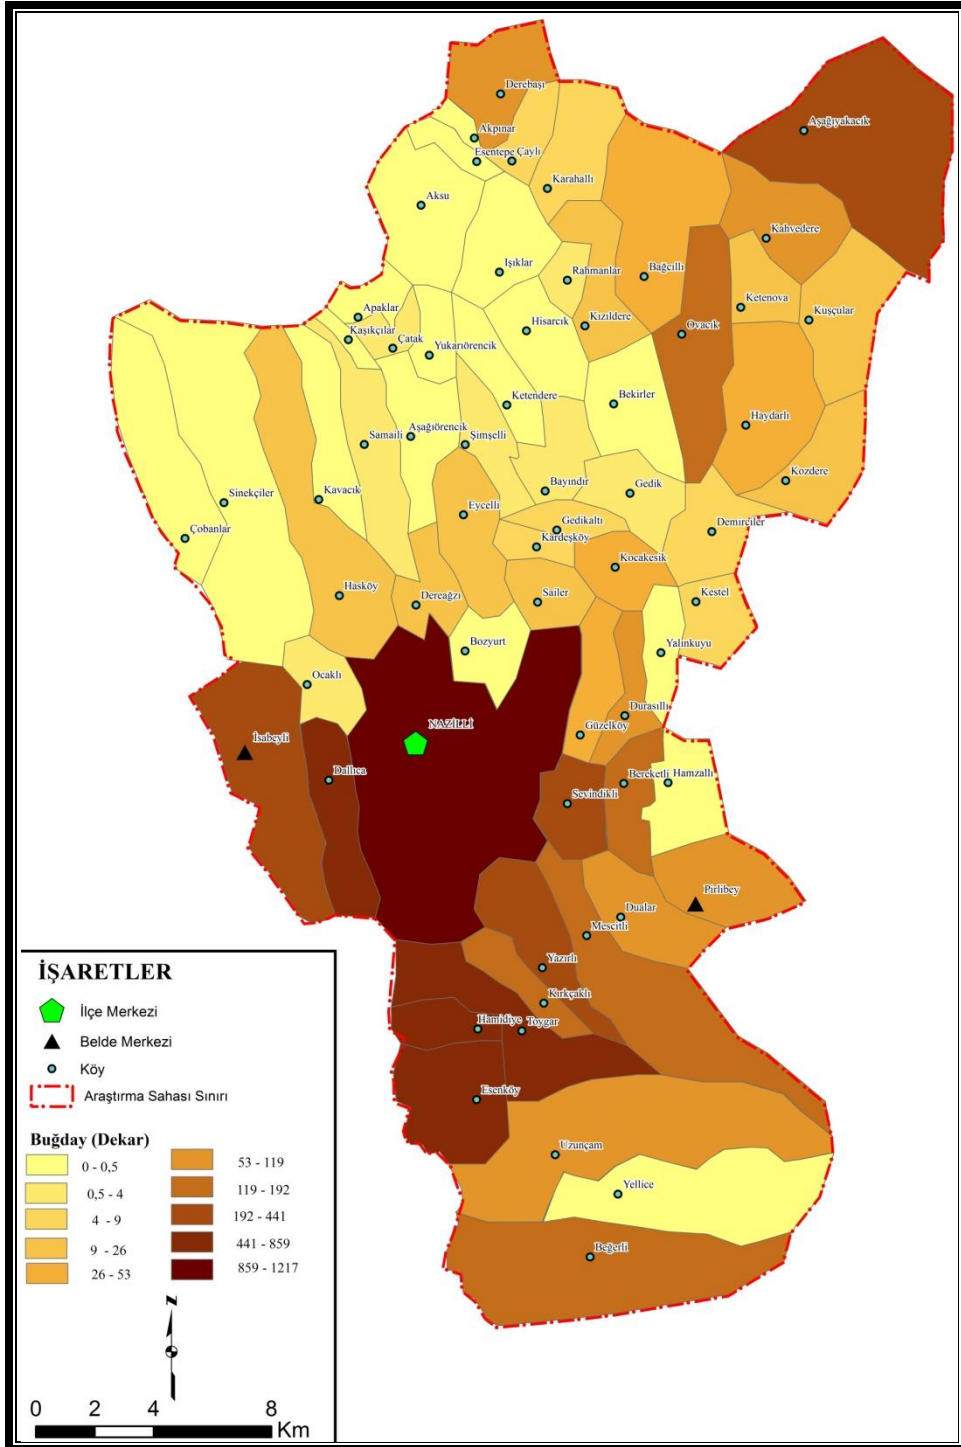 Derebaşı
Aşağıyakacık
Akpınar
Esentepe Çaylı
Karahallı
Aksu
Kahvedere
Işıklar
Rahmanlar
Bağcıllı
Ketenova
Kuşçular
Apaklar
Kaşıkçılar
Çatak
Yukarıörencik
Hisarcık
Kızıldere
Oyacık
Ketendere
Bekirler
Haydarlı
Samaili
Aşağıörencik
Şimşelli
Kozdere
Sinekçiler
Kavacık
Bayındır
Gedik
Çobanlar
Eycelli
Gedikaltı
Kardeşköy
Demirciler
Kocakesik
Hasköy
Dereağzı
Sailer
Kestel
Bozyurt
Yalınkuyu
Ocaklı
İsabeyli
NAZİLLİ
Güzelköy
Durasıllı
Dallıca
Sevindikli
Bereketli
Hamzallı
Pirlibey
Dualar
Mescitli
Yazırlı
Kırkçaklı
Hamidiye
Toygar
Esenköy
Uzunçam
Yellice
Beğerli
İŞARETLER
İlçe Merkezi
Belde Merkezi
Köy
Araştırma Sahası Sınırı
Buğday (Dekar)
0 - 0,5
0,5 - 4
4 - 9
9 - 26
26 - 53
53 - 119
119 - 192
192 - 441
441 - 859
859 - 1217
N
0 2 4 8
Km